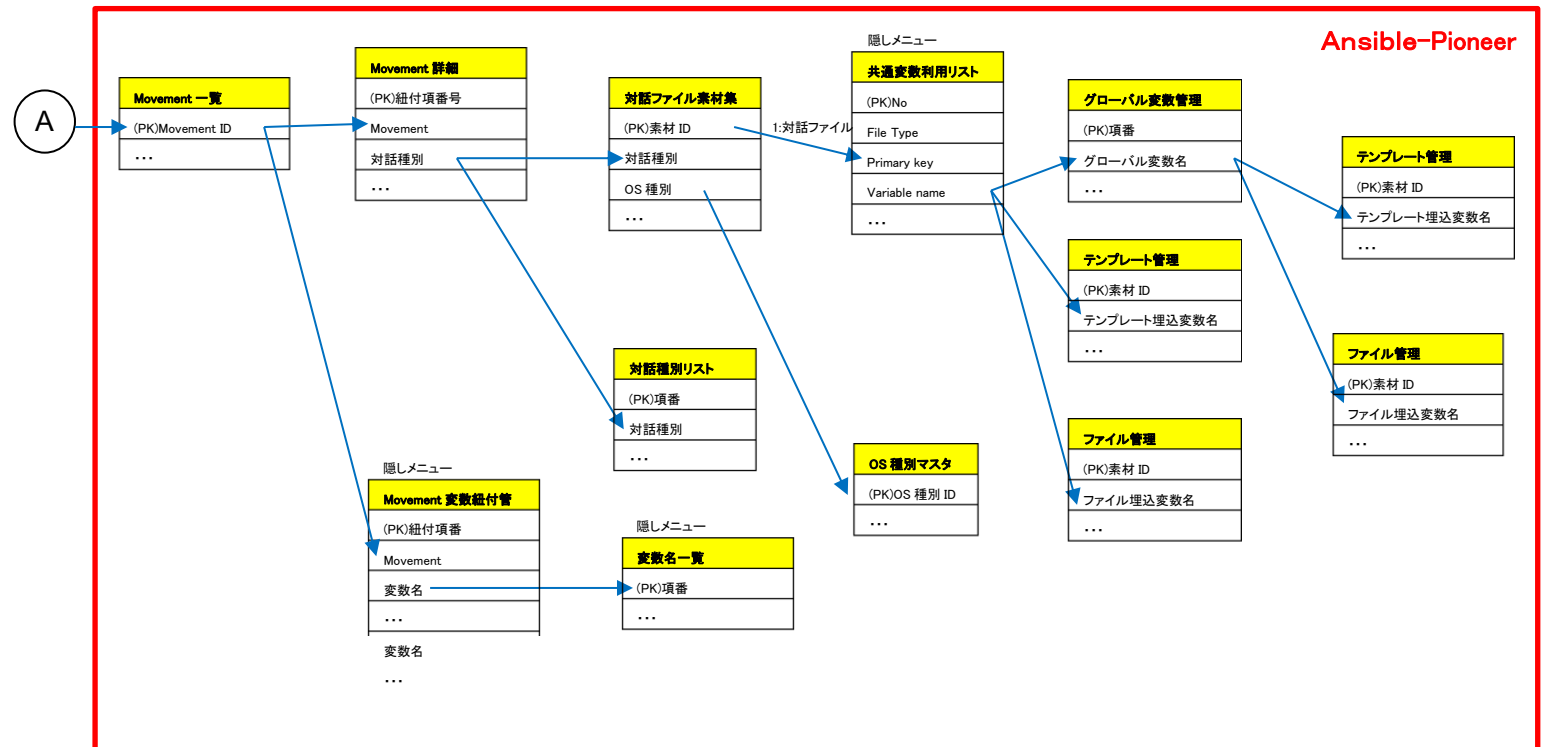 Ansible-Pioneer
A
Movement 一覧
(PK)Movement ID
...
Movement 詳細
(PK)紐付項番号
Movement
対話種別
...
対話ファイル素材集
(PK)素材 ID
対話種別
OS 種別
...
1:対話ファイル
隠しメニュー
共通変数利用リスト
(PK)No
File Type
Primary key
Variable name
...
グローバル変数管理
(PK)項番
グローバル変数名
...
テンプレート管理
(PK)素材 ID
テンプレート埋込変数名
...
テンプレート管理
(PK)素材 ID
テンプレート埋込変数名
...
ファイル管理
(PK)素材 ID
ファイル埋込変数名
...
対話種別リスト
(PK)項番
対話種別
...
ファイル管理
(PK)素材 ID
ファイル埋込変数名
...
OS 種別マスタ
(PK)OS 種別 ID
...
隠しメニュー
Movement 変数紐付管
(PK)紐付項番
Movement
変数名
...
変数名
...
隠しメニュー
変数名一覧
(PK)項番
...